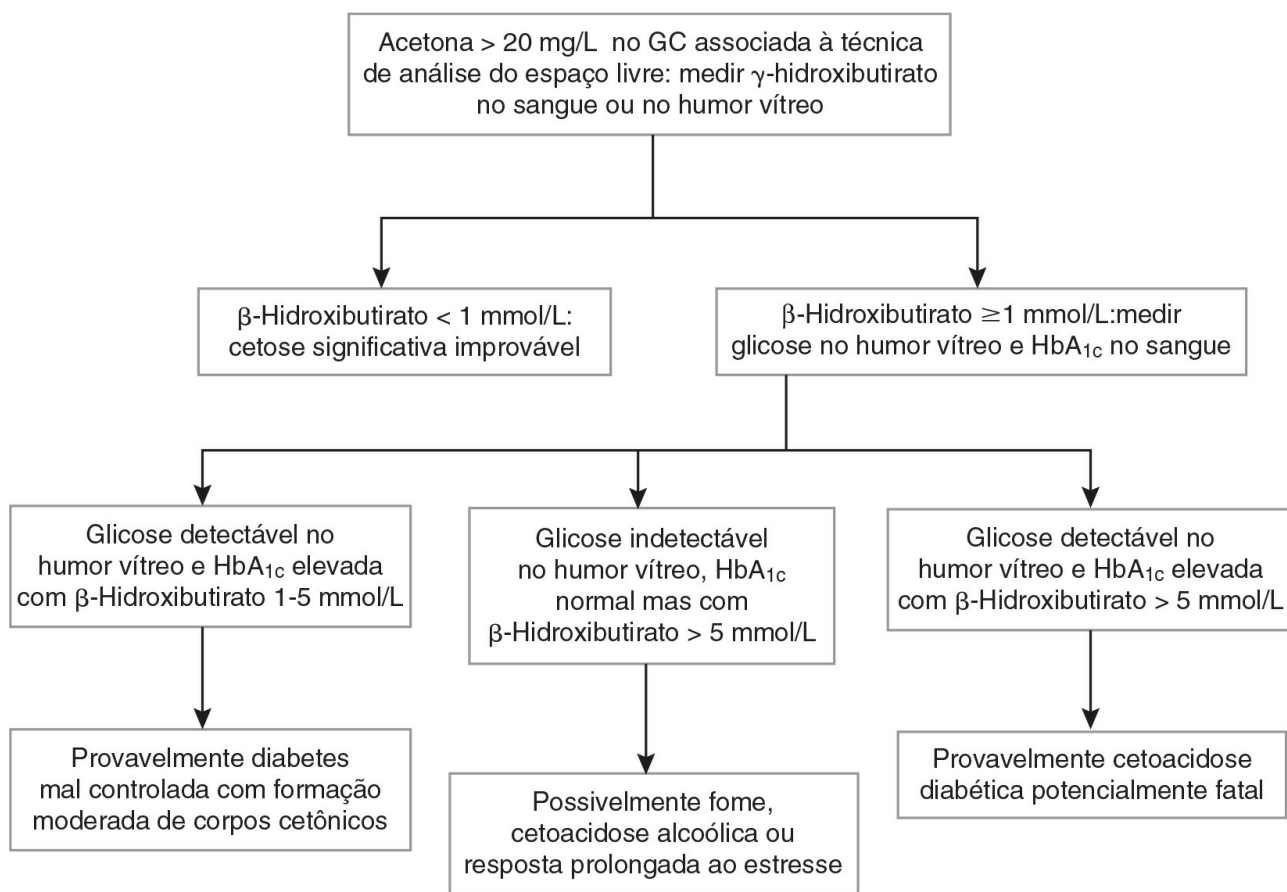 Acetona > 20 mg/L no GC associada à técnica
de análise do espaço livre: medir γ-hidroxibutirato
no sangue ou no humor vítreo
β-Hidroxibutirato < 1 mmol/L:
cetose significativa improvável
β-Hidroxibutirato ≥1 mmol/L:medir
glicose no humor vítreo e HbA1c no sangue
Glicose detectável no
humor vítreo e HbA1c elevada
com β-Hidroxibutirato 1-5 mmol/L
Glicose indetectável
no humor vítreo, HbA1c
normal mas com
β-Hidroxibutirato > 5 mmol/L
Glicose detectável no
humor vítreo e HbA1c elevada
com β-Hidroxibutirato > 5 mmol/L
Provavelmente diabetes
mal controlada com formação
moderada de corpos cetônicos
Possivelmente fome,
cetoacidose alcoólica ou
resposta prolongada ao estresse
Provavelmente cetoacidose
diabética potencialmente fatal